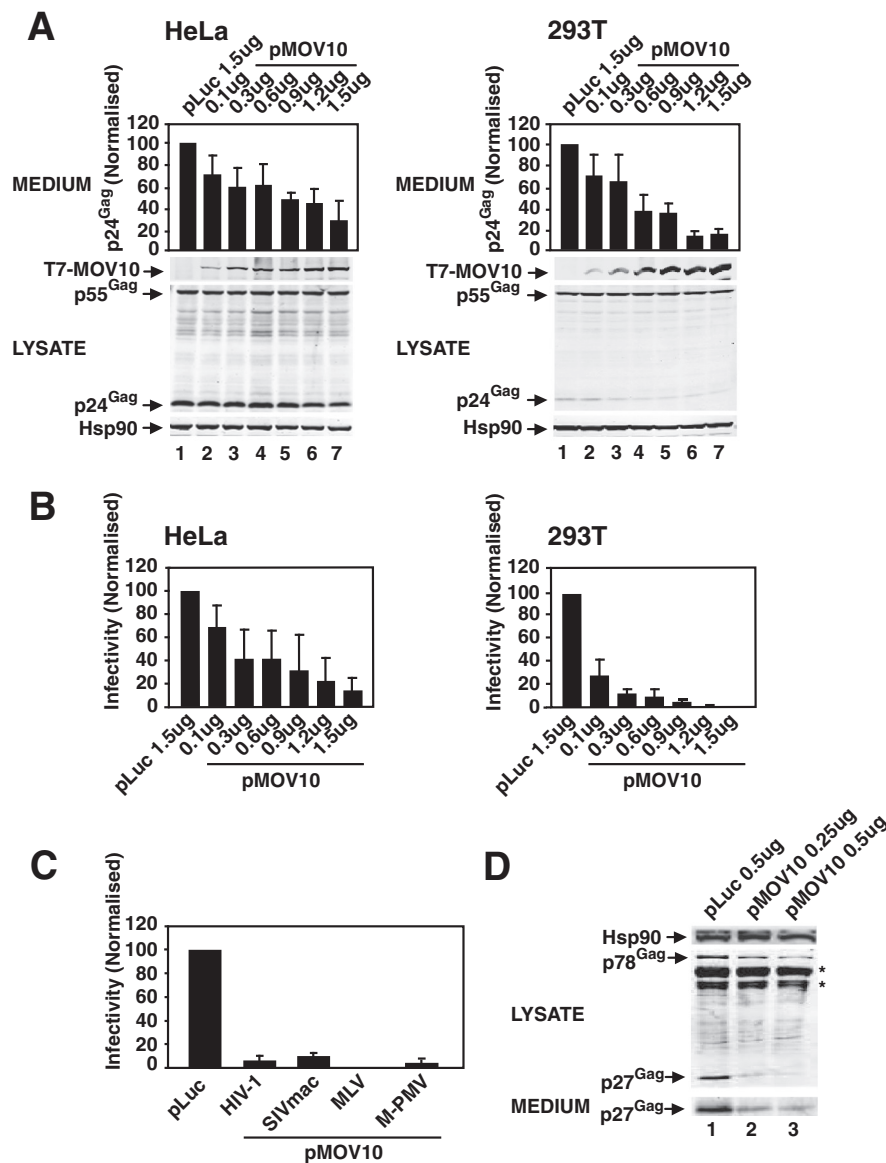 A
HeLa
293T
pMOV10
pMOV10
pLuc 1.5ug
0.1ug
0.3ug
0.6ug
0.9ug
1.2ug
1.5ug
pLuc 1.5ug
0.1ug
0.3ug
0.6ug
0.9ug
1.2ug
1.5ug
MEDIUM
p24Gag (Normalised)
120
100
80
60
40
20
0
MEDIUM
p24Gag (Normalised)
120
100
80
60
40
20
0
T7-MOV10
p55Gag
LYSATE
p24Gag
Hsp90
1 2 3 4 5 6 7
T7-MOV10
p55Gag
LYSATE
p24Gag
Hsp90
1 2 3 4 5 6 7
B
HeLa
293T
Infectivity (Normalised)
120
100
80
60
40
20
0
pLuc 1.5ug
0.1ug
0.3ug
0.6ug
0.9ug
1.2ug
1.5ug
pMOV10
Infectivity (Normalised)
120
100
80
60
40
20
0
pLuc 1.5ug
0.1ug
0.3ug
0.6ug
0.9ug
1.2ug
1.5ug
pMOV10
C
Infectivity (Normalised)
120
100
80
60
40
20
0
pLuc
HIV-1
SIVmac
MLV
M-PMV
pMOV10
D
pLuc 0.5ug
pMOV10 0.25ug
pMOV10 0.5ug
Hsp90
p78Gag
*
*
LYSATE
p27Gag
MEDIUM p27Gag
1 2 3